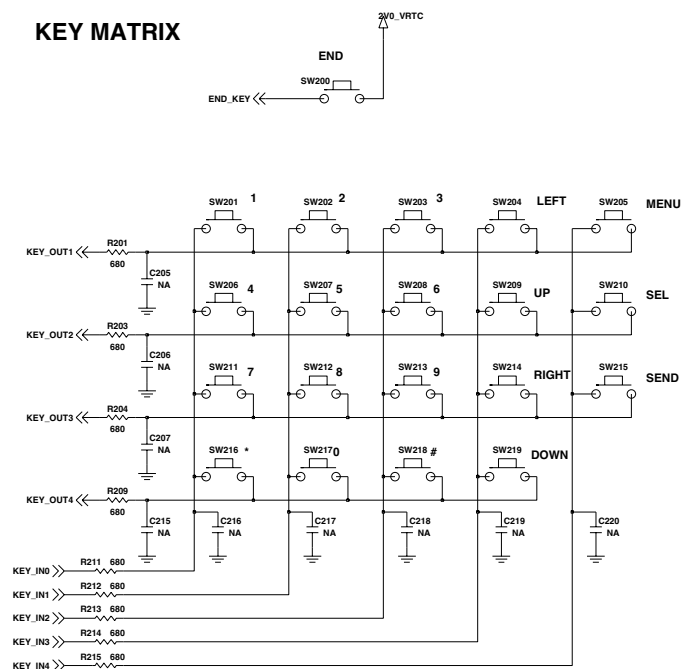 KEY MATRIX
2V0_VRTC
END
SW200
END_KEY
SW201 1
SW202 2
SW203 3
SW204 LEFT
SW205 MENU
KEY_OUT1
R201
680
C205
NA
SW206 4
SW207 5
SW208 6
SW209 UP
SW210 SEL
KEY_OUT2
R203
680
C206
NA
SW211 7
SW212 8
SW213 9
SW214 RIGHT
SW215 SEND
KEY_OUT3
R204
680
C207
NA
SW216 *
SW217 0
SW218 #
SW219 DOWN
KEY_OUT4
R209
680
C215
NA
C216
NA
C217
NA
C218
NA
C219
NA
C220
NA
KEY_IN0 R211 680
KEY_IN1 R212 680
KEY_IN2 R213 680
KEY_IN3 R214 680
KEY_IN4 R215 680